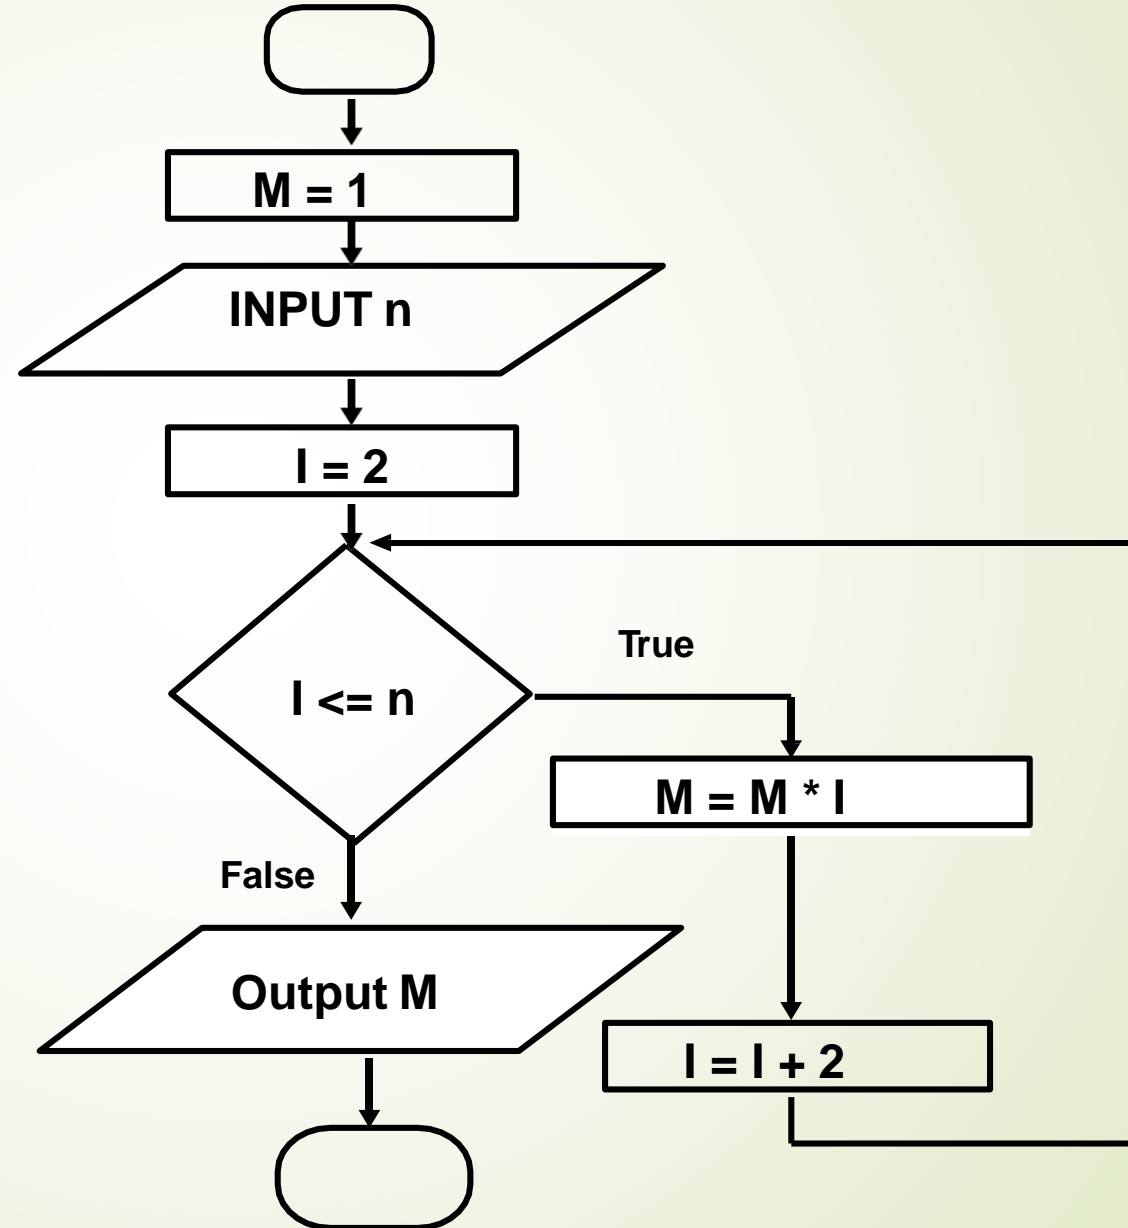 M = 1
INPUT n
I = 2
I <= n
True
M = M * I
False
Output M
I = I + 2